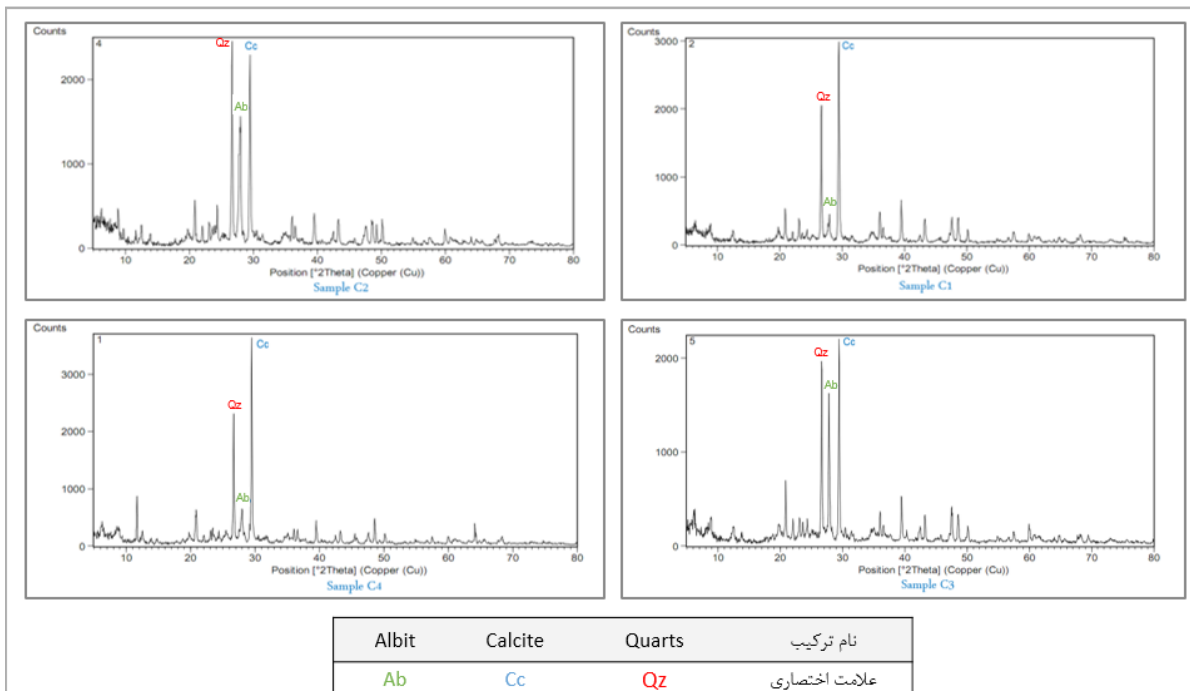 Counts
4
Qz
Cc
Ab
2000
1000
0
10 20 30 40 50 60 70 80
Position [°2Theta] (Copper (Cu))
Sample C2
Counts
2
Cc
Qz
Ab
3000
2000
1000
0
10 20 30 40 50 60 70 80
Position [°2Theta] (Copper (Cu))
Sample C1
Counts
1
Cc
Qz
Ab
3000
2000
1000
0
10 20 30 40 50 60 70 80
Position [°2Theta] (Copper (Cu))
Sample C4
Counts
5
Cc
Qz
Ab
2000
1000
0
10 20 30 40 50 60 70 80
Position [°2Theta] (Copper (Cu))
Sample C3
Albit Calcite Quarts نام ترکیب
Ab Cc Qz علامت اختصاری